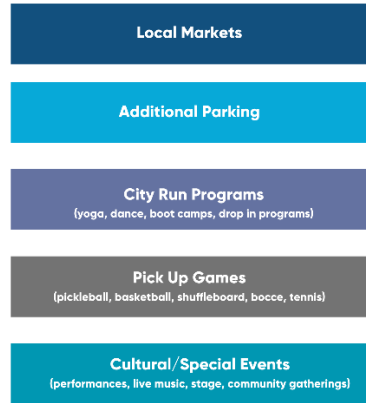 Local Markets
Additional Parking
City Run Programs
(yoga, dance, boot camps, drop in programs)
Pick Up Games
(pickleball, basketball, shuffleboard, bocce, tennis)
Cultural/Special Events
(performances, live music, stage, community gatherings)